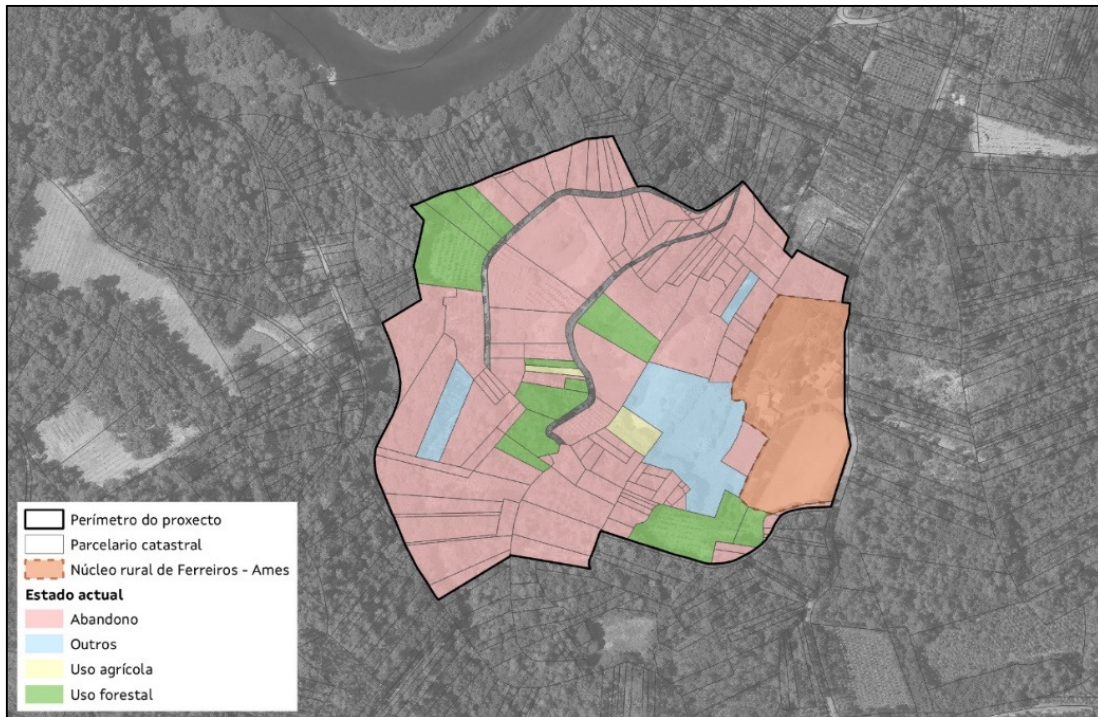 Perímetro do proxecto
Parcelario catastral
Núcleo rural de Ferreiros - Ames
Estado actual
Abandono
Outros
Uso agrícola
Uso forestal